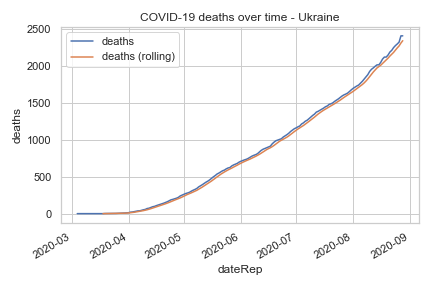 COVID-19 deaths over time - Ukraine
deaths
deaths (rolling)
2500
2000
1500
1000
500
0
deaths
2020-03
2020-04
2020-05
2020-06
2020-07
2020-08
2020-09
dateRep